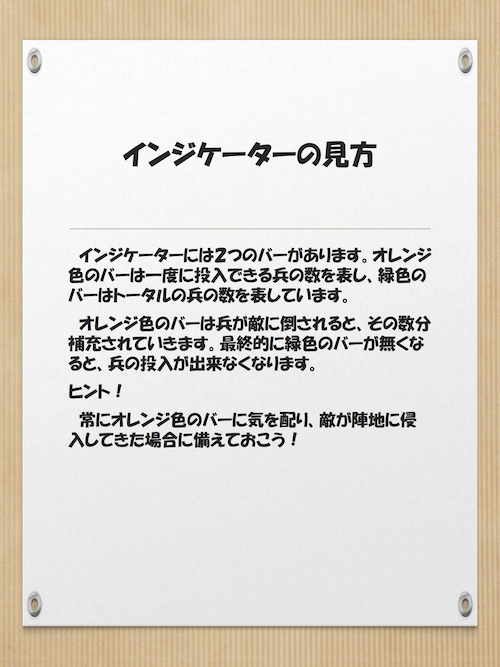 インジケーターの見方
インジケーターには２つのバーがあります。オレンジ
色のバーは一度に投入できる兵の数を表し、緑色の
バーはトータルの兵の数を表しています。
オレンジ色のバーは兵が敵に倒されると、その数分
補充されていきます。最終的に緑色のバーが無くな
ると、兵の投入が出来なくなります。
ヒント！
常にオレンジ色のバーに気を配り、敵が陣地に侵
入してきた場合に備えておこう！